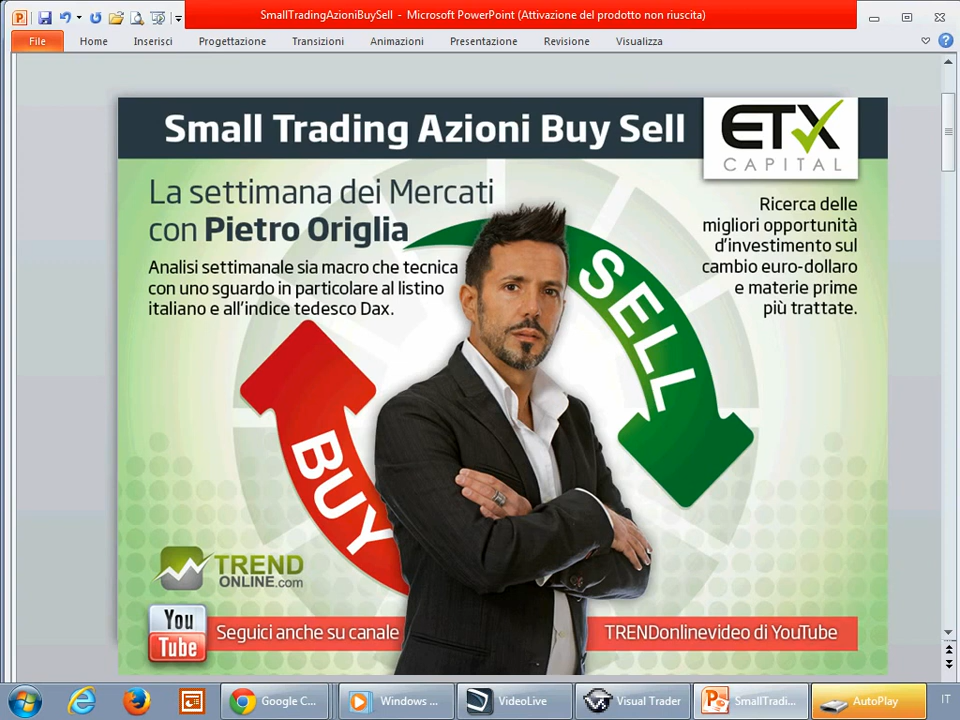 SmallTradingAzioniBuySell - Microsoft PowerPoint (Attivazione del prodotto non riuscita)
File Home Inserisci Progettazione Transizioni Animazioni Presentazione Revisione Visualizza
Small Trading Azioni Buy Sell
ETX
CAPITAL
La settimana dei Mercati
con Pietro Origlia
Analisi settimanale sia macro che tecnica
con uno sguardo in particolare al listino
italiano e all'indice tedesco Dax.
Ricerca delle
migliori opportunità
d'investimento sul
cambio euro-dollaro
e materie prime
più trattate.
SELL
BUY
TREND
ONLINE.com
You
Tube
Seguici anche su canale
TRENDonlinevideo di YouTube
Google C... Windows ... VideoLive Visual Trader SmallTradi... AutoPlay IT